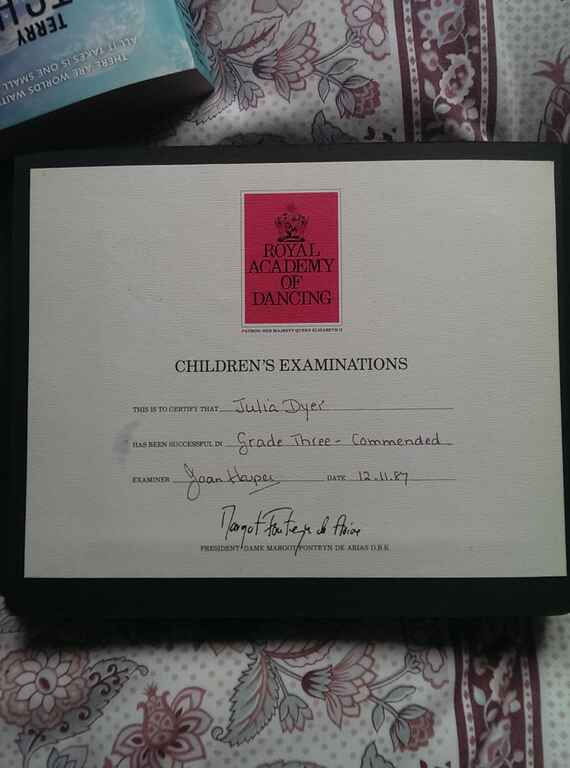 TERRY
ALL IT TAKES IS ONE SMALL
THERE ARE WORLDS WAITI
ROYAL
ACADEMY
OF
DANCING
PATRON: HER MAJESTY QUEEN ELIZABETH II
CHILDREN'S EXAMINATIONS
THIS IS TO CERTIFY THAT Julia Dyer
HAS BEEN SUCCESSFUL IN Grade Three - Commended
EXAMINER Joan Harper DATE 12.11.87
Margot Fonteyn de Arias
PRESIDENT DAME MARGOT FONTEYN DE ARIAS D.B.E.